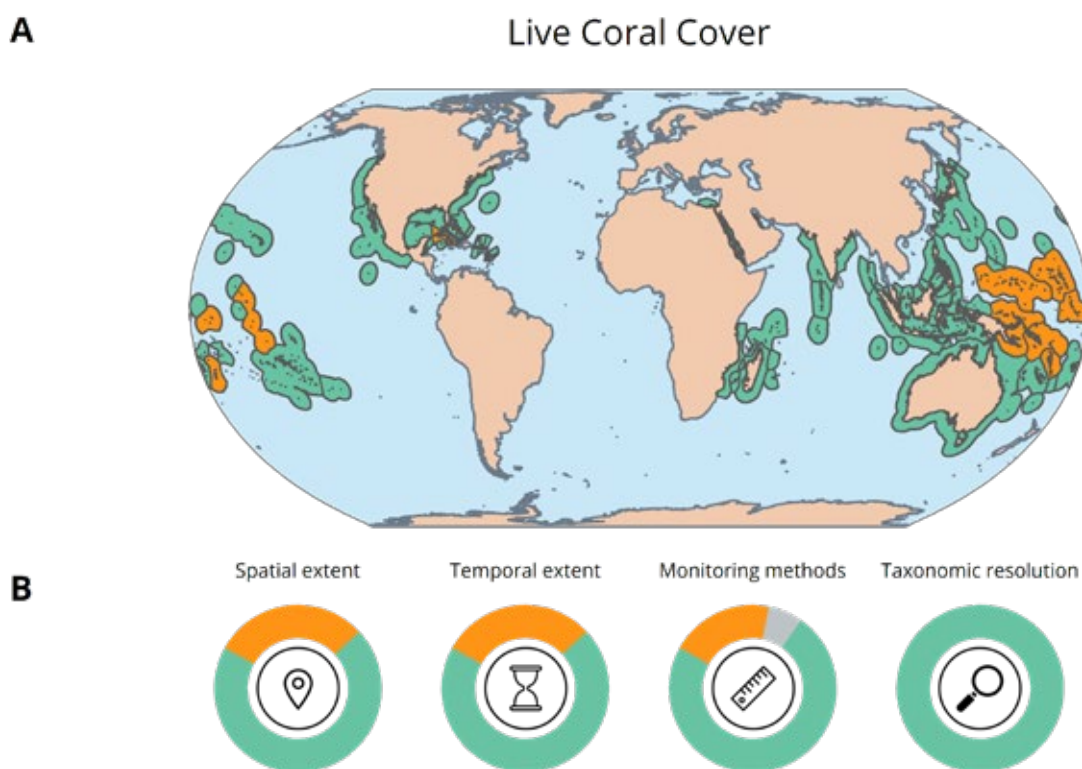 A
Live Coral Cover
B
Spatial extent
Temporal extent
Monitoring methods
Taxonomic resolution